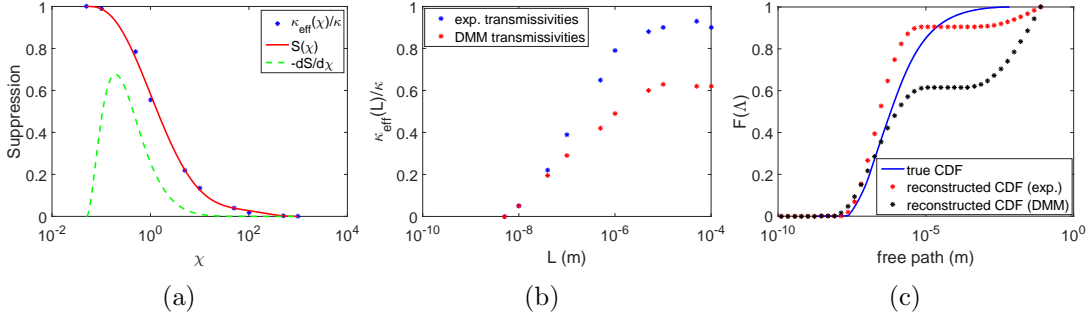 Suppression
1
0.8
0.6
0.4
0.2
0
10^-2
10^0
10^2
10^4
χ
κ_eff(χ)/κ
S(χ)
-dS/dχ
(a)
κ_eff(L)/κ
1
0.8
0.6
0.4
0.2
0
10^-10
10^-8
10^-6
10^-4
L (m)
exp. transmissivities
DMM transmissivities
(b)
F(Λ)
1
0.8
0.6
0.4
0.2
0
10^-10
10^-5
10^0
free path (m)
true CDF
reconstructed CDF (exp.)
reconstructed CDF (DMM)
(c)